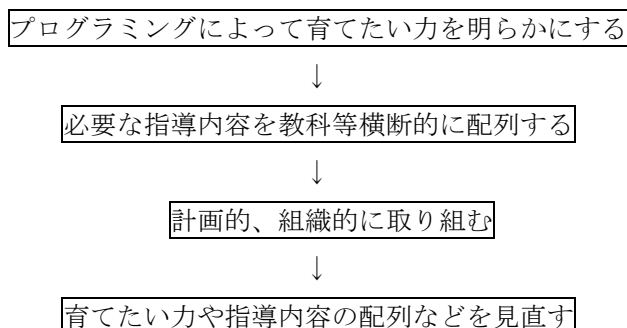 プログラミングによって育てたい力を明らかにする
↓
必要な指導内容を教科等横断的に配列する
↓
計画的、組織的に取り組む
↓
育てたい力や指導内容の配列などを見直す